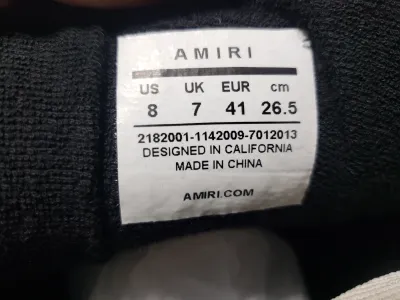 AMIRI
US UK EUR cm
8 7 41 26.5
2182001-1142009-7012013
DESIGNED IN CALIFORNIA
MADE IN CHINA
AMIRI.COM